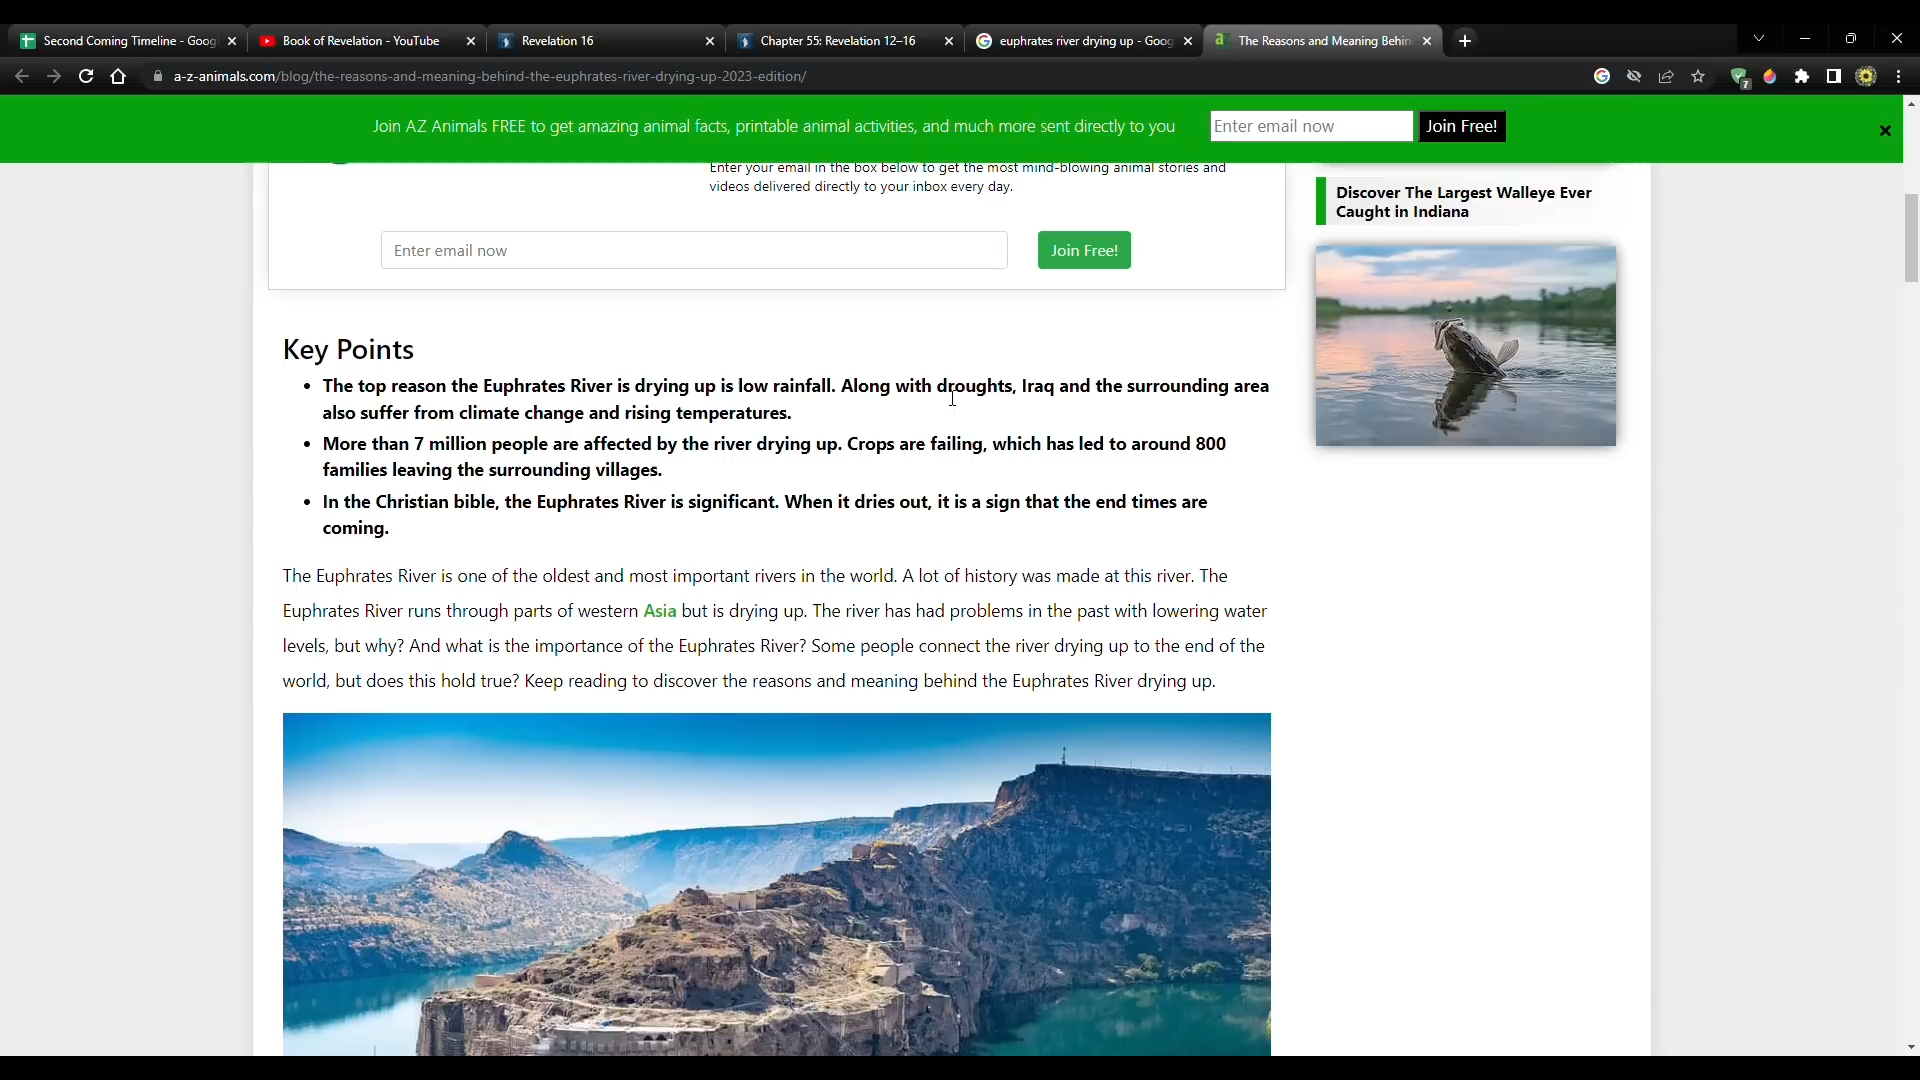 Second Coming Timeline - Goog
Book of Revelation - YouTube
Revelation 16
Chapter 55: Revelation 12–16
euphrates river drying up - Goog
The Reasons and Meaning Behin
a-z-animals.com/blog/the-reasons-and-meaning-behind-the-euphrates-river-drying-up-2023-edition/
7
Join AZ Animals FREE to get amazing animal facts, printable animal activities, and much more sent directly to you
Enter email now
Join Free!
Enter your email in the box below to get the most mind-blowing animal stories and
videos delivered directly to your inbox every day.
Enter email now
Join Free!
Discover The Largest Walleye Ever
Caught in Indiana
Key Points
• The top reason the Euphrates River is drying up is low rainfall. Along with droughts, Iraq and the surrounding area
also suffer from climate change and rising temperatures.
• More than 7 million people are affected by the river drying up. Crops are failing, which has led to around 800
families leaving the surrounding villages.
• In the Christian bible, the Euphrates River is significant. When it dries out, it is a sign that the end times are
coming.
The Euphrates River is one of the oldest and most important rivers in the world. A lot of history was made at this river. The
Euphrates River runs through parts of western Asia but is drying up. The river has had problems in the past with lowering water
levels, but why? And what is the importance of the Euphrates River? Some people connect the river drying up to the end of the
world, but does this hold true? Keep reading to discover the reasons and meaning behind the Euphrates River drying up.